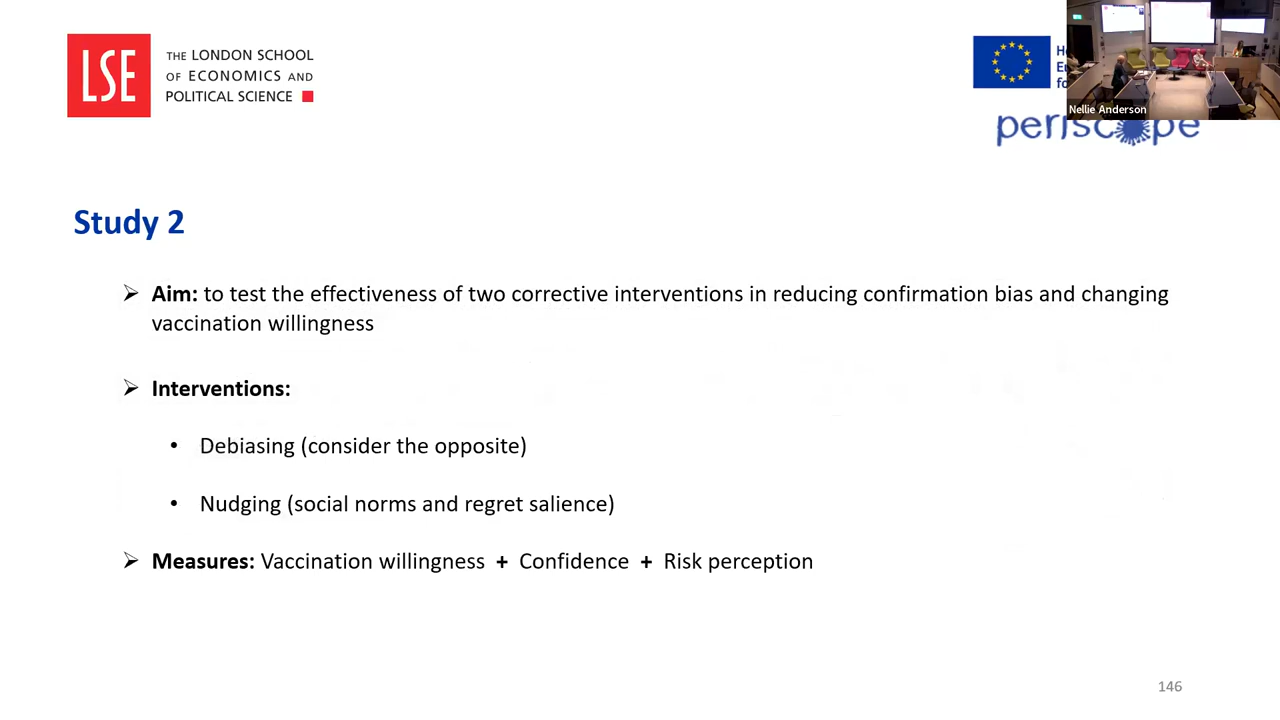 LSE
THE LONDON SCHOOL
OF ECONOMICS AND
POLITICAL SCIENCE
Nellie Anderson
periscope
Study 2
➢ Aim: to test the effectiveness of two corrective interventions in reducing confirmation bias and changing
vaccination willingness
➢ Interventions:
• Debiasing (consider the opposite)
• Nudging (social norms and regret salience)
➢ Measures: Vaccination willingness + Confidence + Risk perception
146